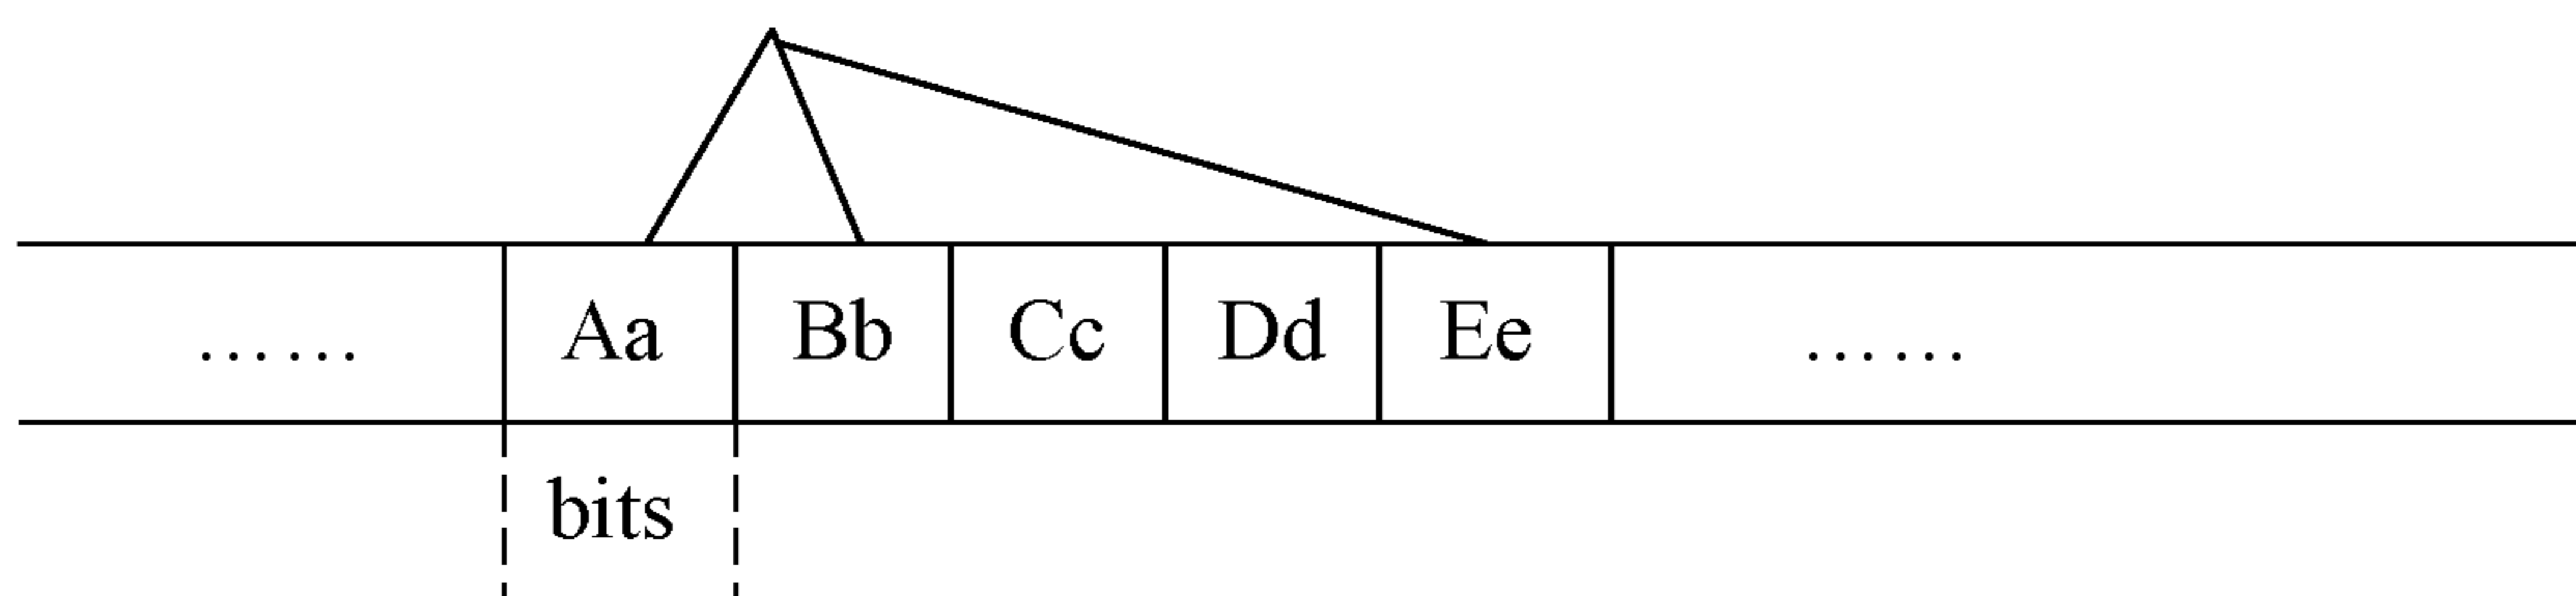 …… Aa Bb Cc Dd Ee ……
bits